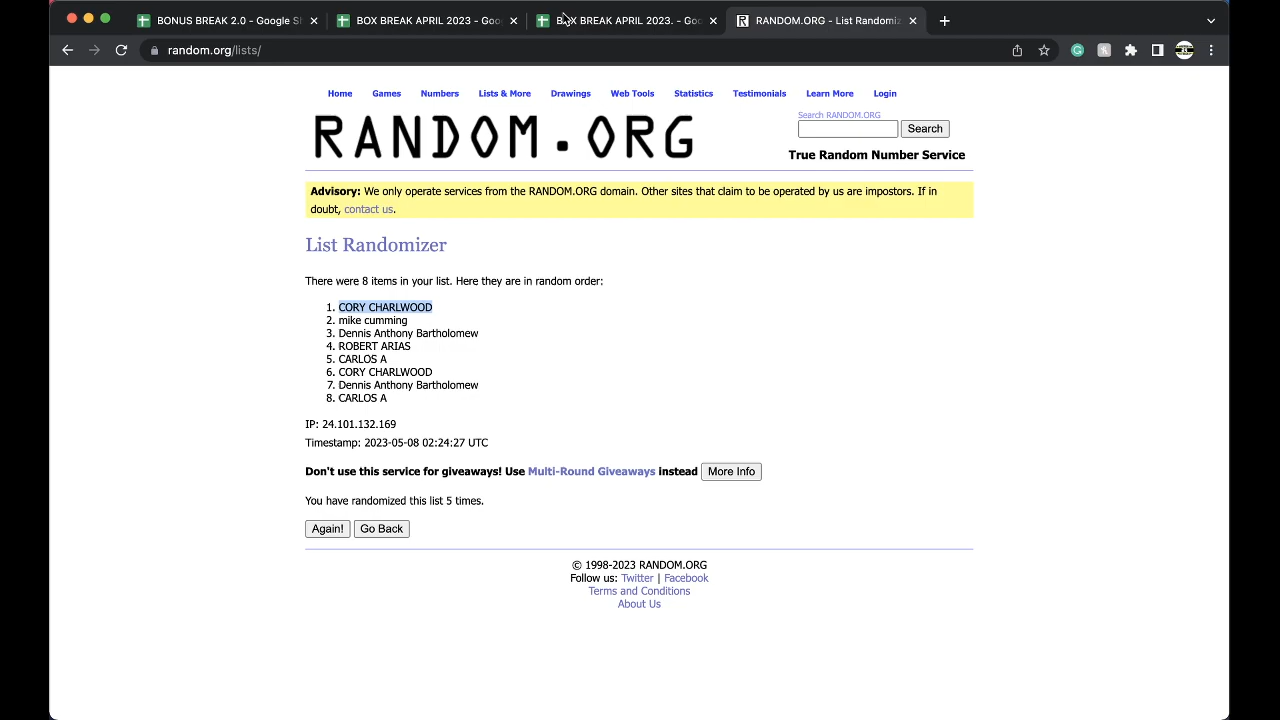 BONUS BREAK 2.0 - Google Sh
BOX BREAK APRIL 2023 - Goo
BOX BREAK APRIL 2023. - Goo
RANDOM.ORG - List Randomiz
random.org/lists/
Home Games Numbers Lists & More Drawings Web Tools Statistics Testimonials Learn More Login
RANDOM.ORG
Search RANDOM.ORG
Search
True Random Number Service
Advisory: We only operate services from the RANDOM.ORG domain. Other sites that claim to be operated by us are impostors. If in
doubt, contact us.
List Randomizer
There were 8 items in your list. Here they are in random order:
1. CORY CHARLWOOD
2. mike cumming
3. Dennis Anthony Bartholomew
4. ROBERT ARIAS
5. CARLOS A
6. CORY CHARLWOOD
7. Dennis Anthony Bartholomew
8. CARLOS A
IP: 24.101.132.169
Timestamp: 2023-05-08 02:24:27 UTC
Don't use this service for giveaways! Use Multi-Round Giveaways instead More Info
You have randomized this list 5 times.
Again! Go Back
© 1998-2023 RANDOM.ORG
Follow us: Twitter | Facebook
Terms and Conditions
About Us